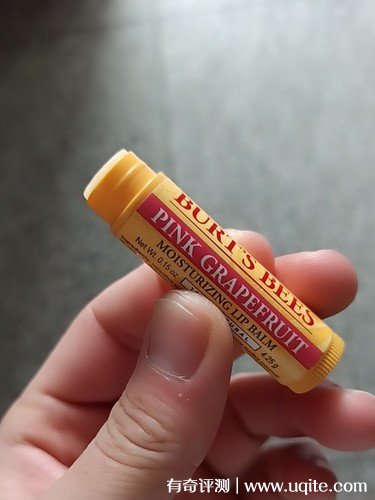 BURT'S BEES
PINK GRAPEFRUIT
MOISTURIZING LIP BALM
Net Wt. 0.15 oz
4.25 g
有奇评测 | www.uqite.com